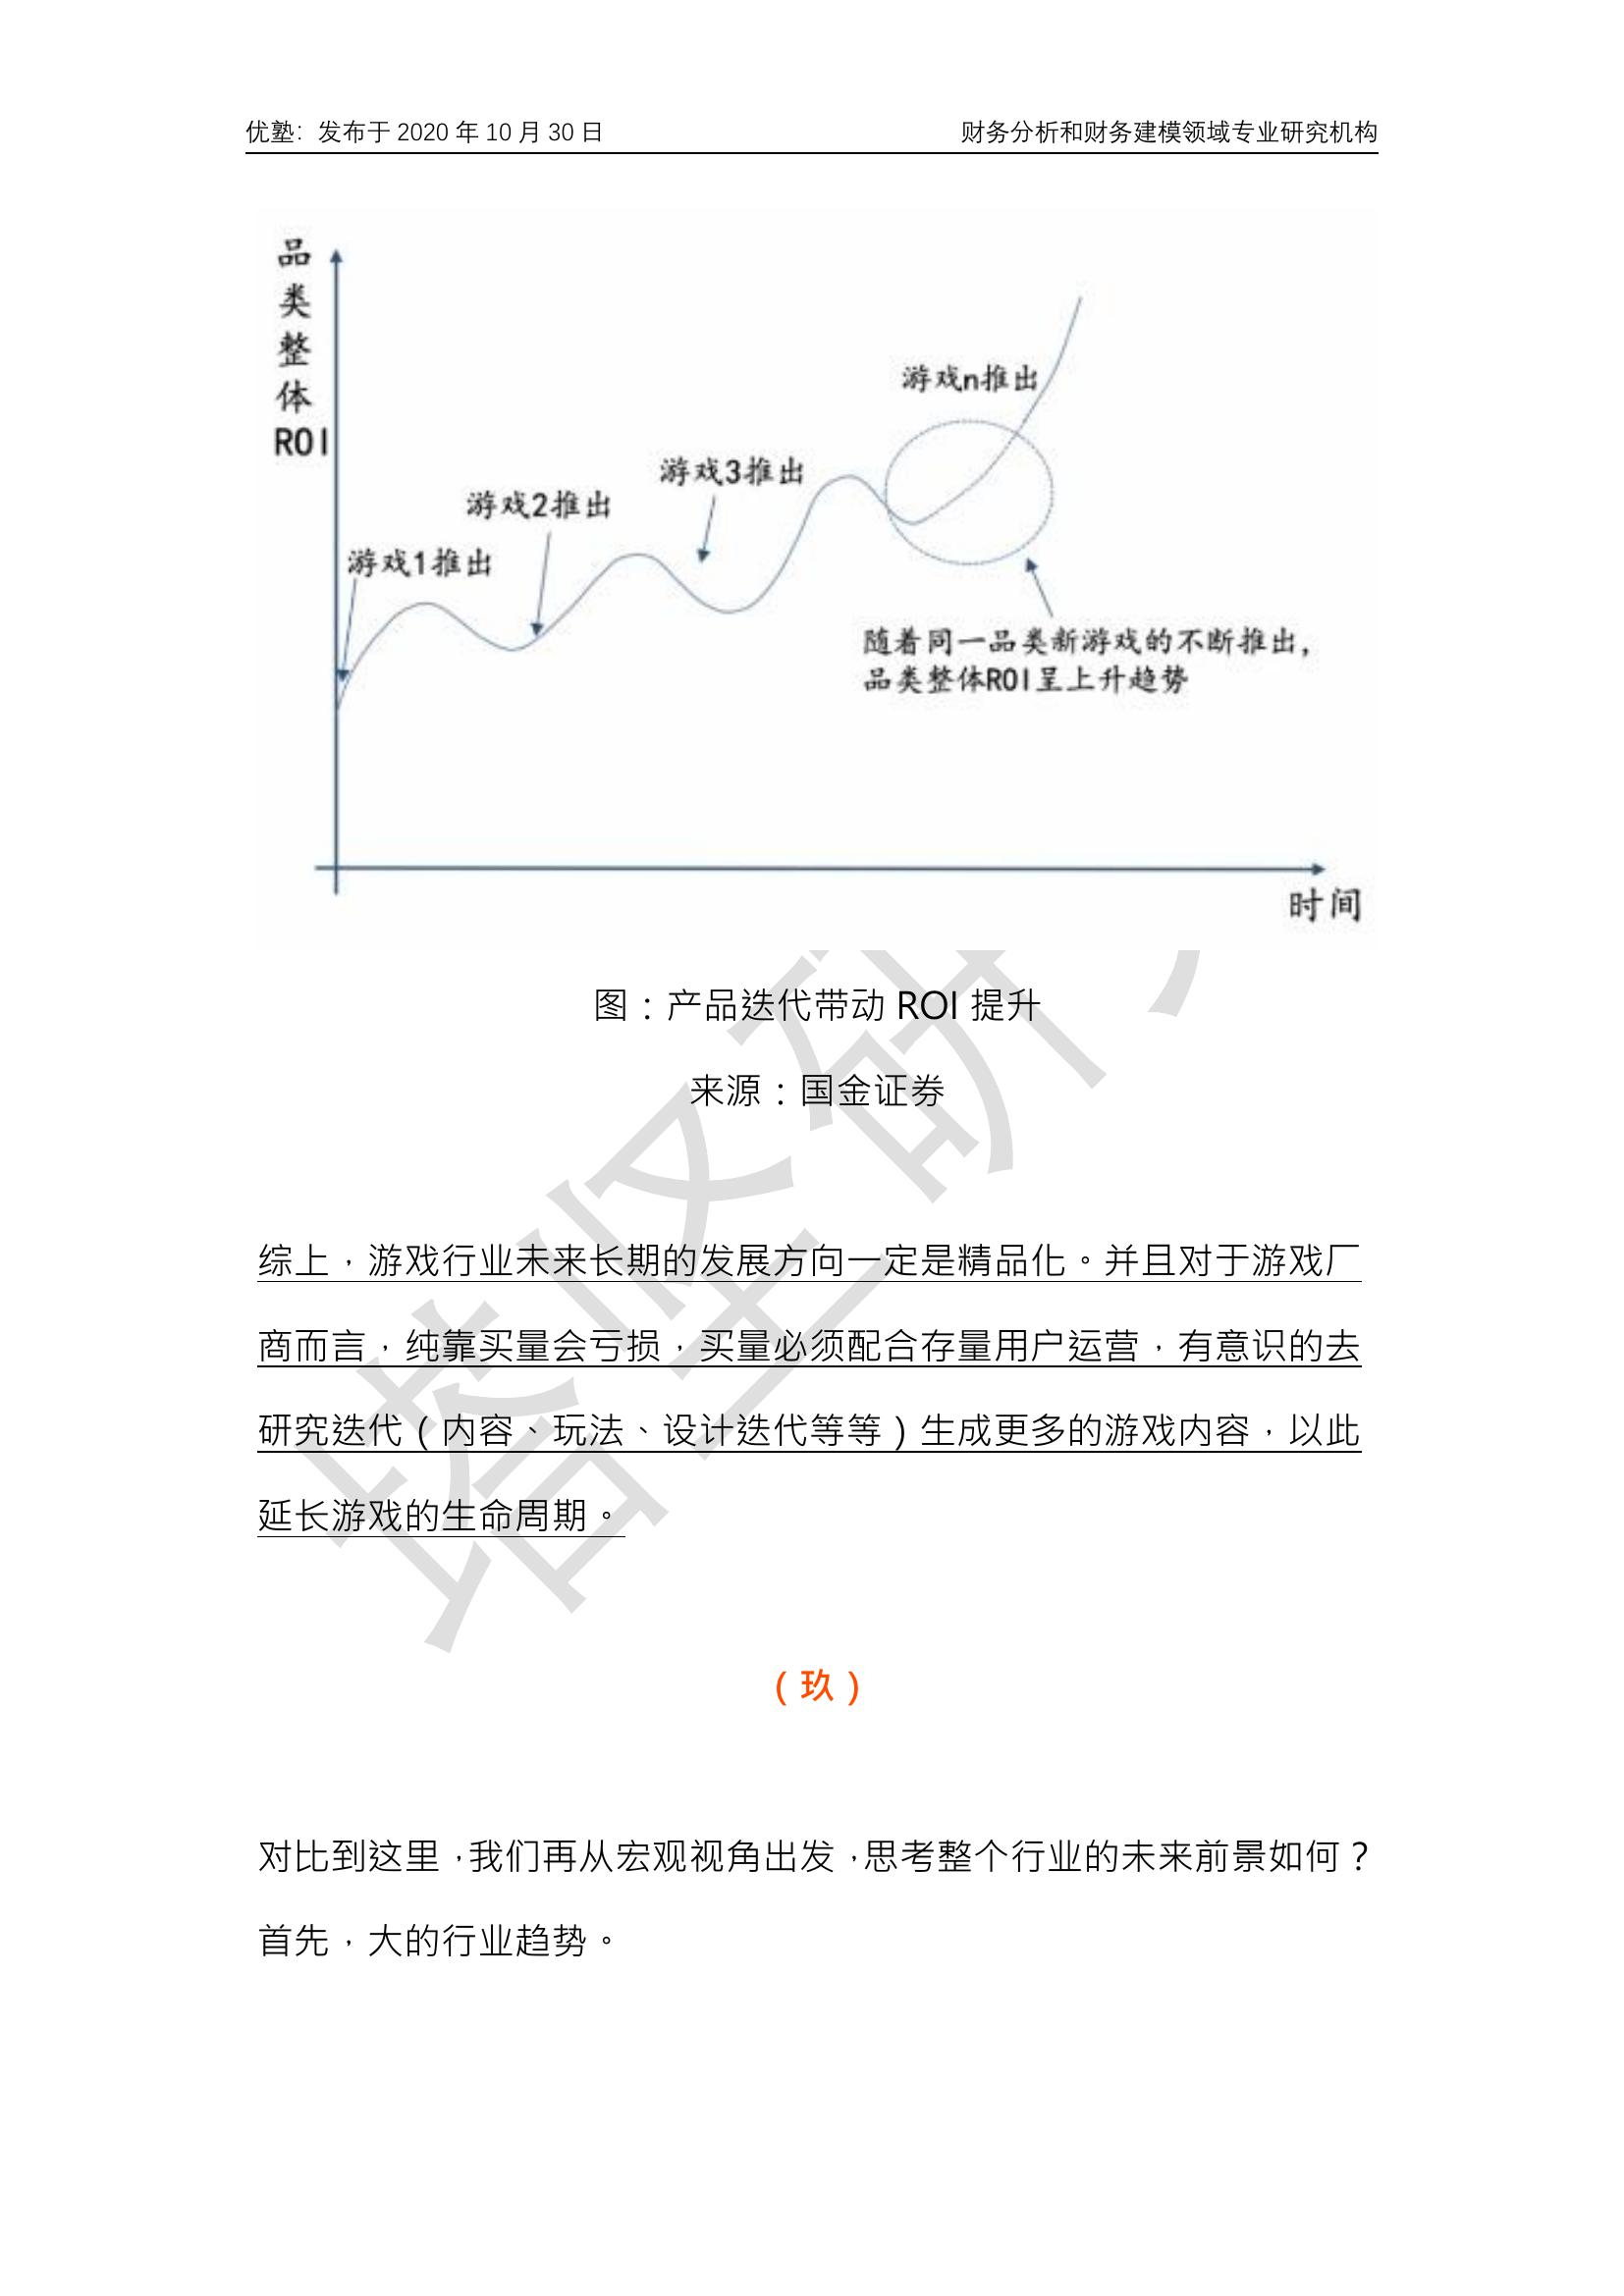 优塾：发布于 2020 年 10 月 30 日 财务分析和财务建模领域专业研究机构
品类整体ROI
游戏n推出
游戏3推出
游戏2推出
游戏1推出
随着同一品类新游戏的不断推出，
品类整体ROI呈上升趋势
时间
图：产品迭代带动 ROI 提升
来源：国金证券
综上，游戏行业未来长期的发展方向一定是精品化。并且对于游戏厂
商而言，纯靠买量会亏损，买量必须配合存量用户运营，有意识的去
研究迭代（内容、玩法、设计迭代等等）生成更多的游戏内容，以此
延长游戏的生命周期。
（玖）
对比到这里，我们再从宏观视角出发，思考整个行业的未来前景如何？
首先，大的行业趋势。
塔坚研